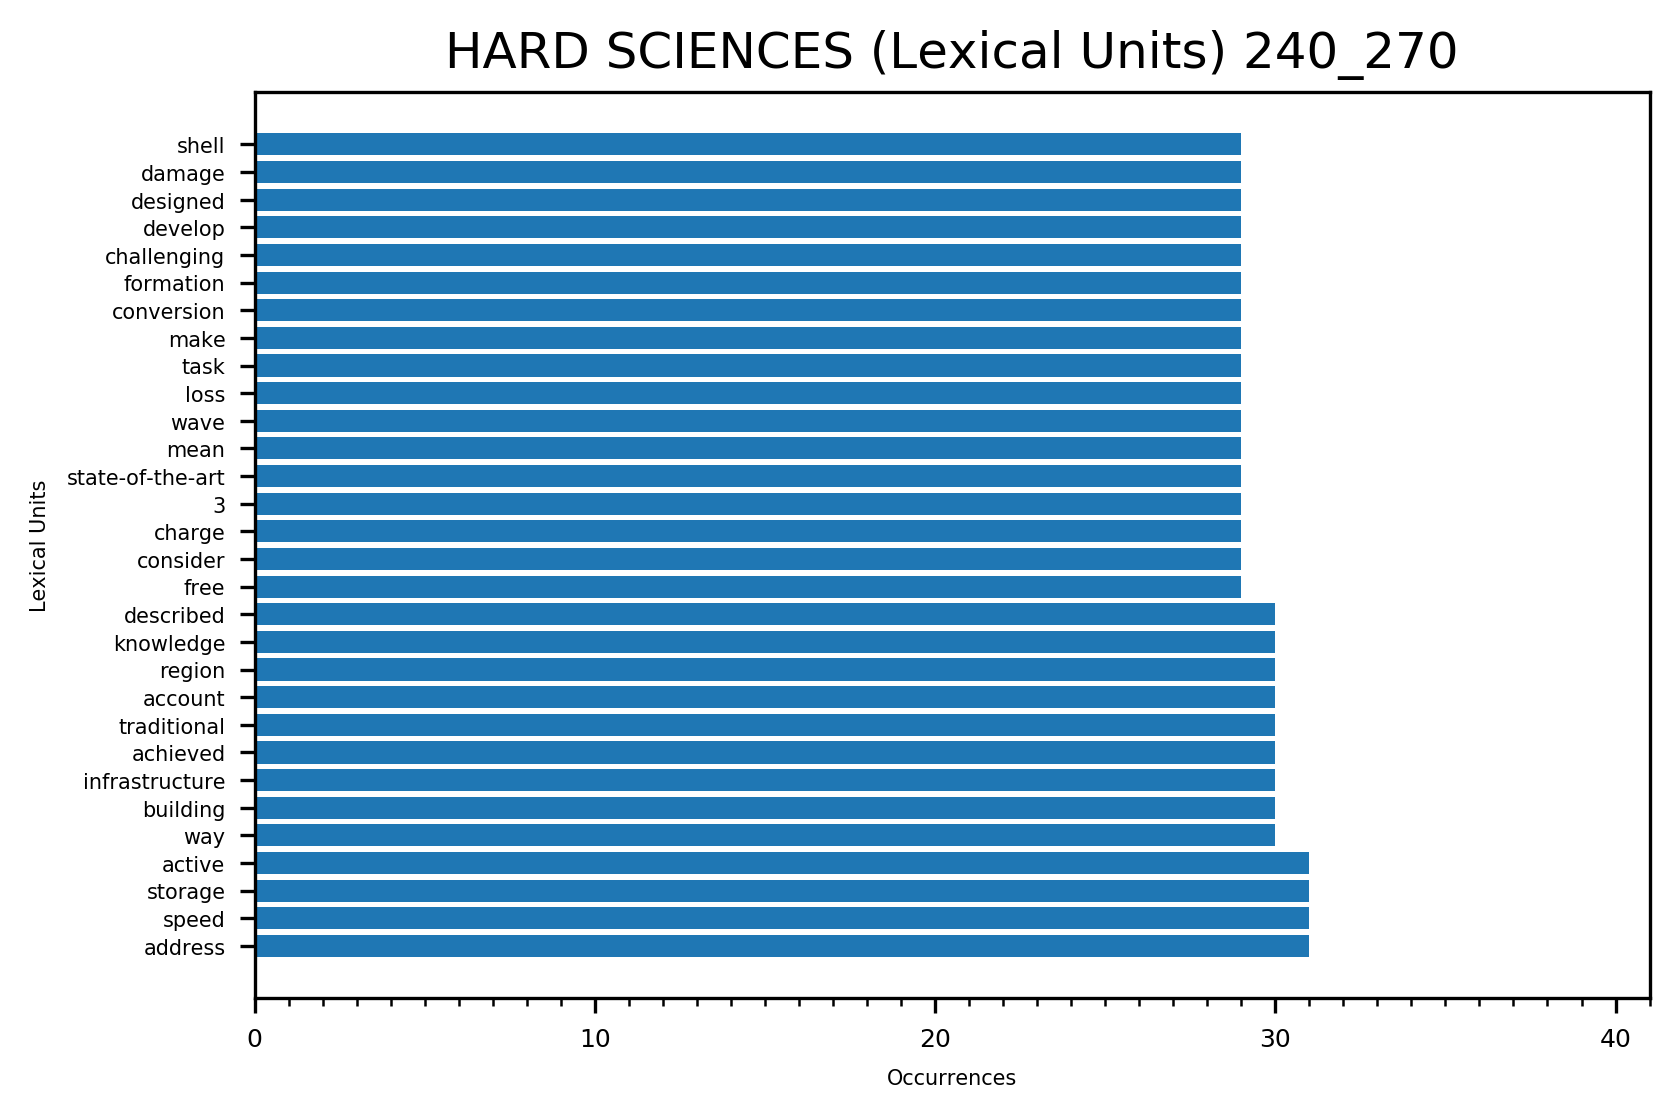 HARD SCIENCES (Lexical Units) 240_270
shell
damage
designed
develop
challenging
formation
conversion
make
task
loss
wave
mean
state-of-the-art
3
charge
consider
free
described
knowledge
region
account
traditional
achieved
infrastructure
building
way
active
storage
speed
address
Lexical Units
0 10 20 30 40
Occurrences